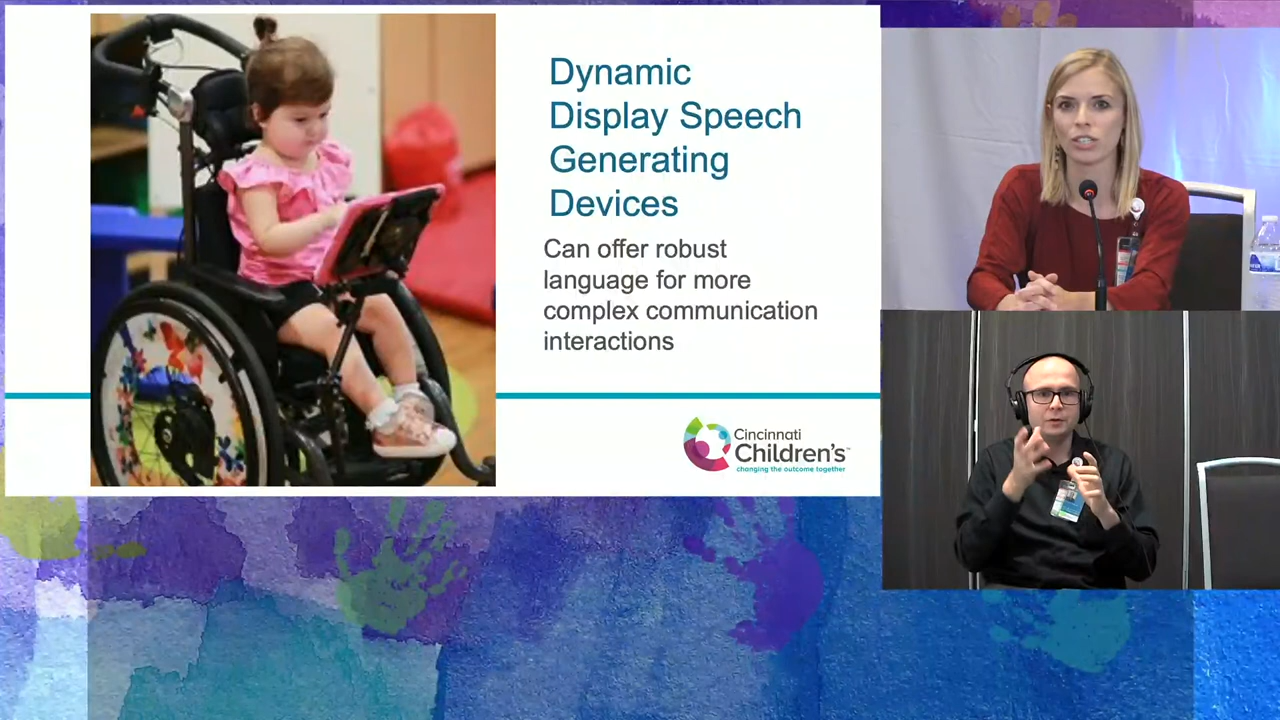 Dynamic
Display Speech
Generating
Devices
Can offer robust
language for more
complex communication
interactions
Cincinnati
Children's™
changing the outcome together